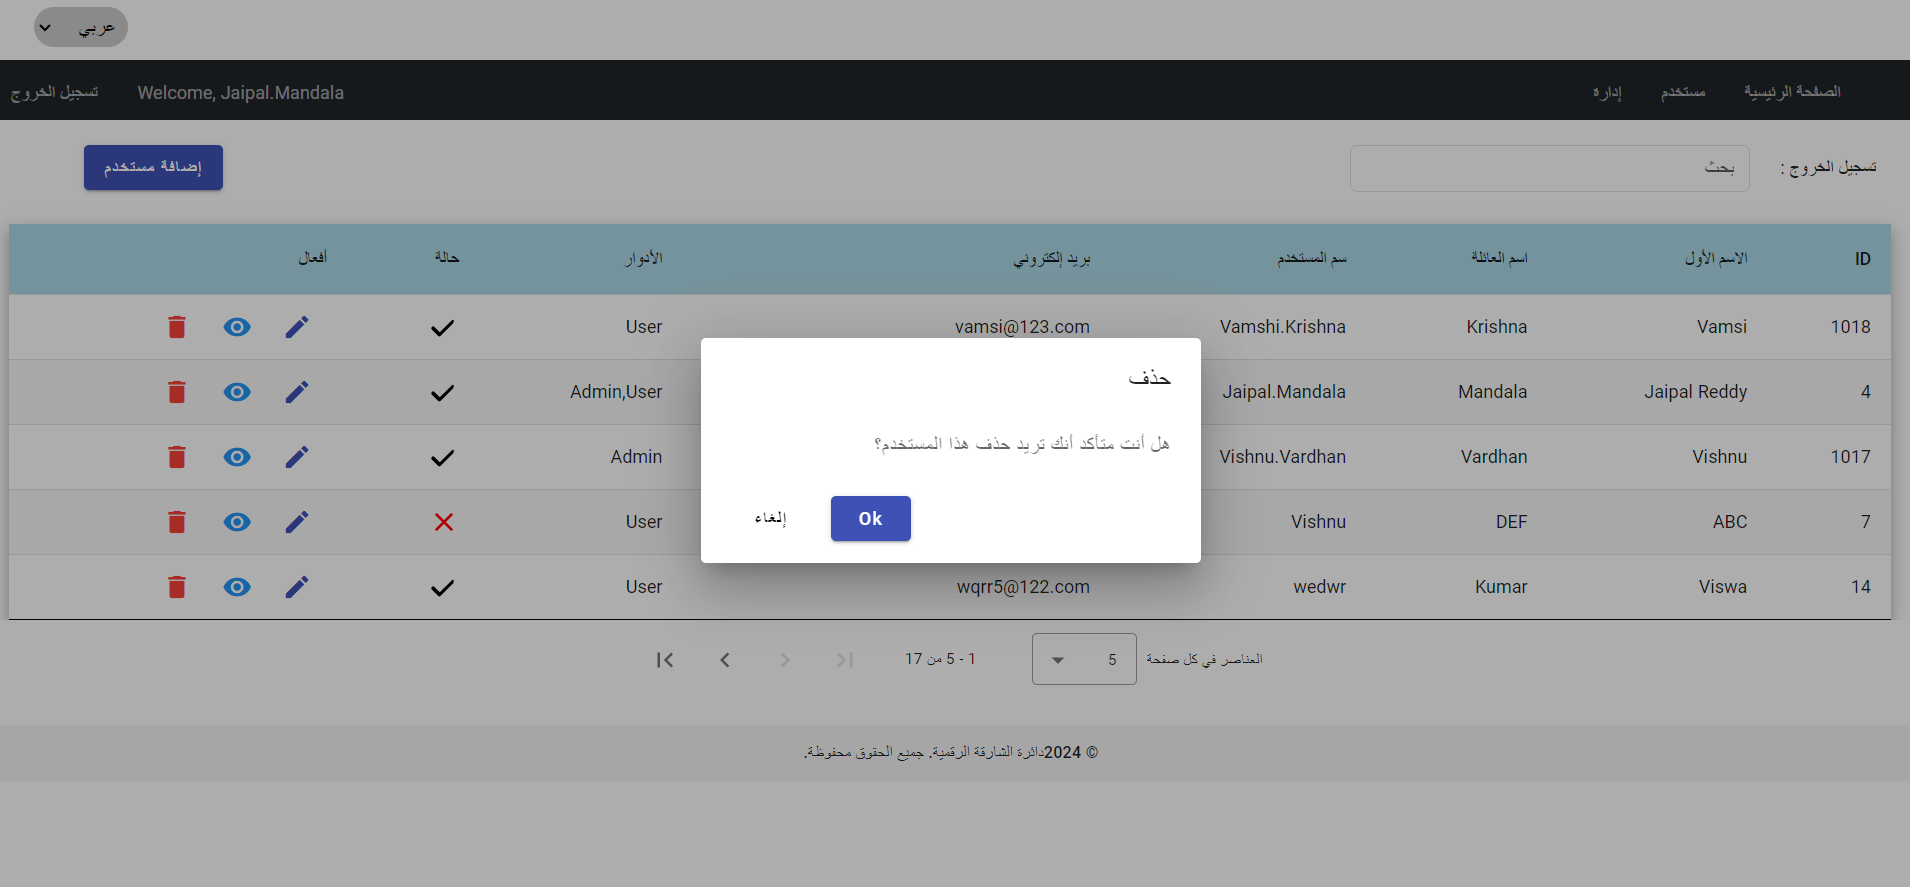 عربي
الصفحة الرئيسية مستخدم إدارة Welcome, Jaipal.Mandala تسجيل الخروج
تسجيل الخروج : بحث إضافة مستخدم
ID الاسم الأول اسم العائلة سم المستخدم بريد إلكتروني الأدوار حالة أفعال
1018 Vamsi Krishna Vamshi.Krishna vamsi@123.com User
4 Jaipal Reddy Mandala Jaipal.Mandala Admin,User
1017 Vishnu Vardhan Vishnu.Vardhan Admin
7 ABC DEF Vishnu User
14 Viswa Kumar wedwr wqrr5@122.com User
حذف
هل أنت متأكد أنك تريد حذف هذا المستخدم؟
Ok إلغاء
العناصر في كل صفحة 5 1 - 5 من 17
© 2024دائرة الشارقة الرقمية. جميع الحقوق محفوظة.